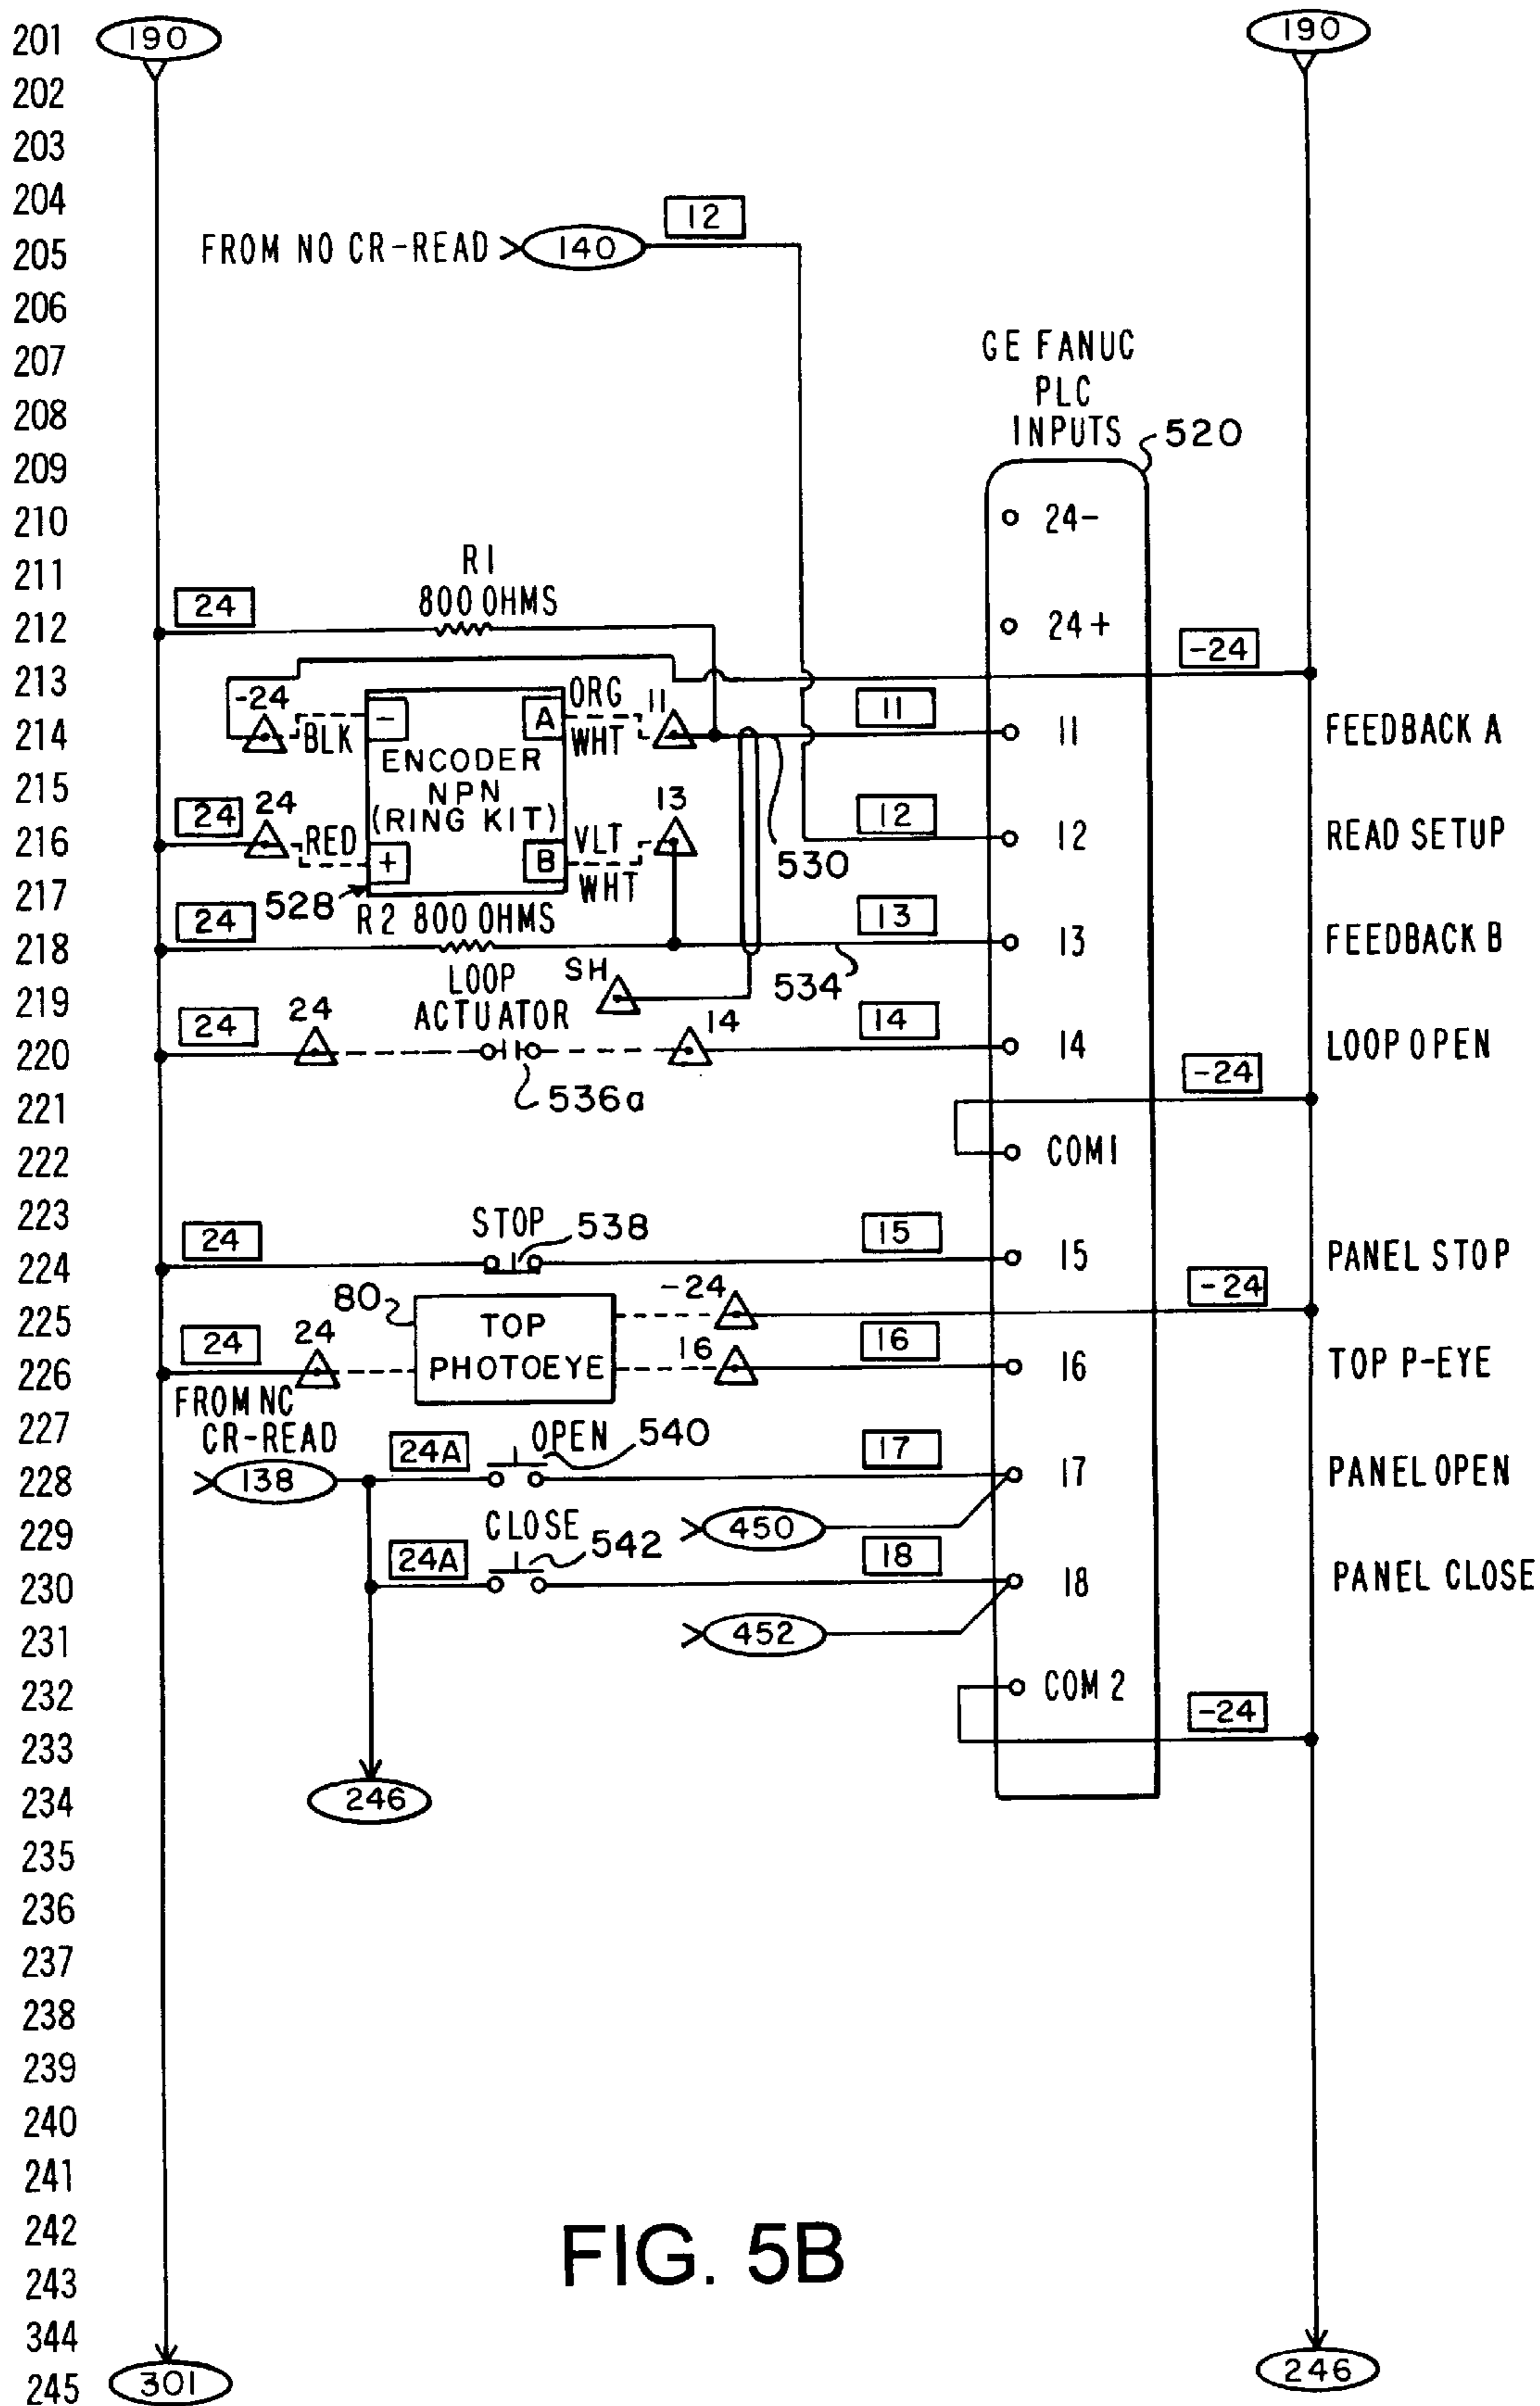 201 190 190
202
203
204 12
205 FROM NO CR-READ 140
206
207 GE FANUC
208 PLC
INPUTS 520
209
210 24-
211 R1
800 OHMS
212 24 24+
213 -24
-24 ORG 11 11
214 BLK - A WHT 11 FEEDBACK A
ENCODER
215 NPN 13
24 24 (RING KIT) 12
216 RED + B VLT 530 12 READ SETUP
217 528 WHT
24 R2 800 OHMS 13
218 13 FEEDBACK B
LOOP SH 534
219 ACTUATOR
24 24 14 14
220 14 LOOP OPEN
221 536a -24
222 COM1
223 STOP 538
24 15
224 15 PANEL STOP
80 -24 -24
225 TOP
24 24 16 16
226 PHOTOEYE 16 TOP P-EYE
FROM NC
227 CR-READ OPEN 540
24A 17
228 138 17 PANEL OPEN
229 CLOSE 542 450
24A 18
230 18 PANEL CLOSE
231 452
232 COM 2
-24
233
234 246
235
236
237
238
239
240
241
242
FIG. 5B
243
344
245 301 246